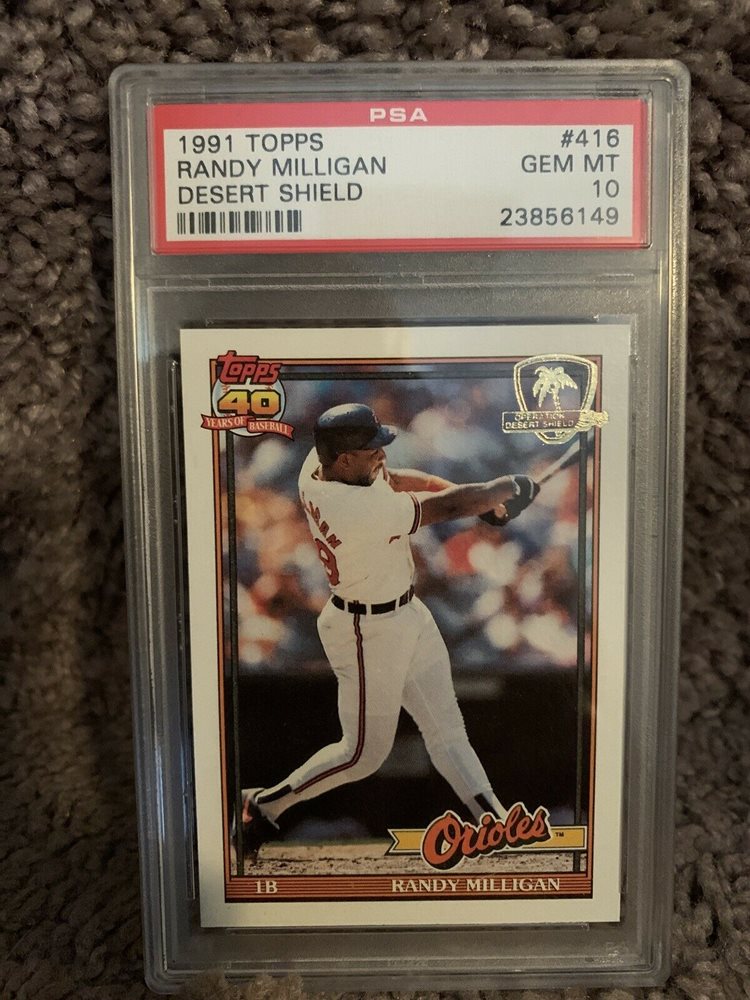 PSA
1991 TOPPS #416
RANDY MILLIGAN GEM MT
DESERT SHIELD 10
23856149
Topps
40
YEARS OF BASEBALL
OPERATION
DESERT SHIELD
Orioles™
1B RANDY MILLIGAN